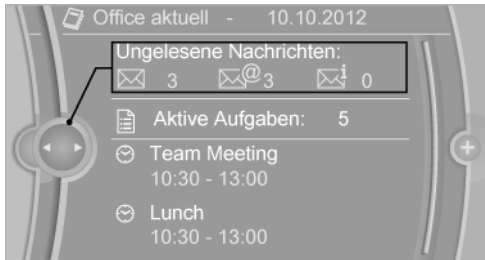 Office aktuell - 10.10.2012
Ungelesene Nachrichten:
3 @ 3 i 0
Aktive Aufgaben: 5
Team Meeting
10:30 - 13:00
Lunch
10:30 - 13:00
+